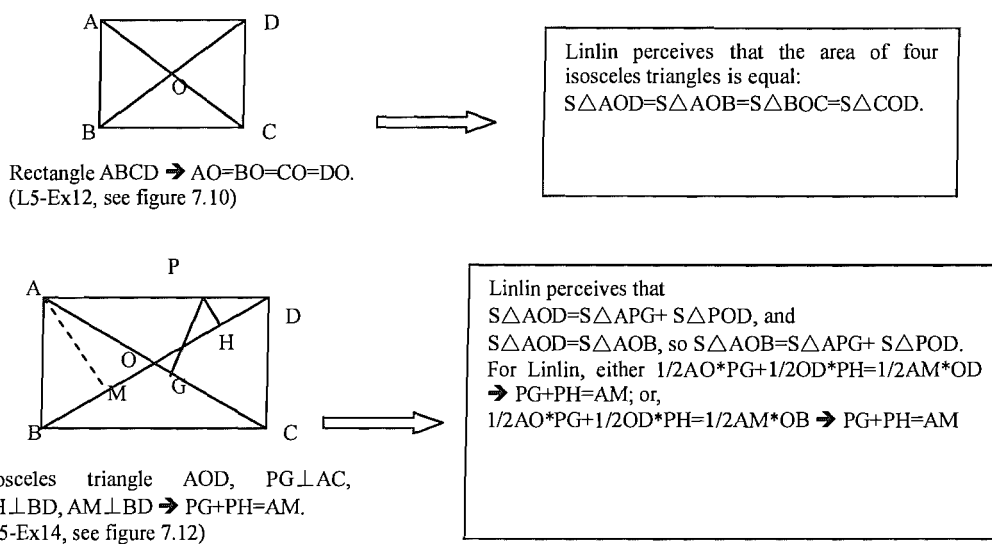 A
D
O
B
C
Rectangle ABCD ➔ AO=BO=CO=DO.
(L5-Ex12, see figure 7.10)
Linlin perceives that the area of four
isosceles triangles is equal:
S△AOD=S△AOB=S△BOC=S△COD.
P
A
D
H
O
G
M
B
C
osceles triangle AOD, PG⊥AC,
H⊥BD, AM⊥BD ➔ PG+PH=AM.
5-Ex14, see figure 7.12)
Linlin perceives that
S△AOD=S△APG+ S△POD, and
S△AOD=S△AOB, so S△AOB=S△APG+ S△POD.
For Linlin, either 1/2AO*PG+1/2OD*PH=1/2AM*OD
➔ PG+PH=AM; or,
1/2AO*PG+1/2OD*PH=1/2AM*OB ➔ PG+PH=AM